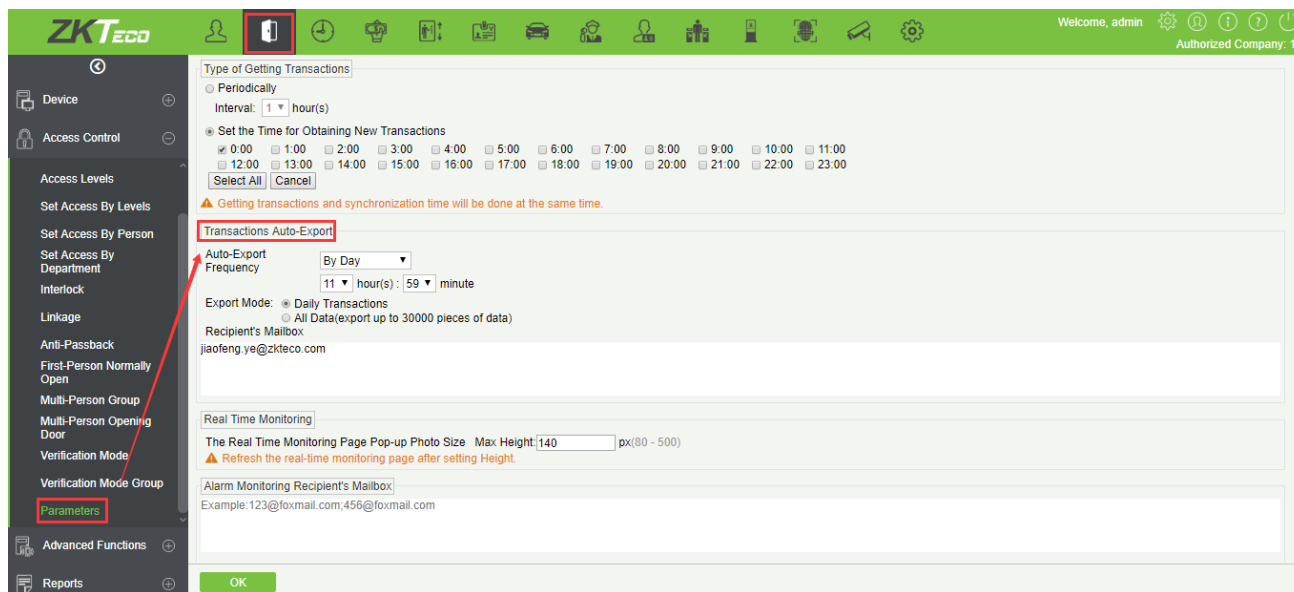 ZKTeco
Welcome, admin
Authorized Company: 1
Device
Access Control
Access Levels
Set Access By Levels
Set Access By Person
Set Access By
Department
Interlock
Linkage
Anti-Passback
First-Person Normally
Open
Multi-Person Group
Multi-Person Opening
Door
Verification Mode
Verification Mode Group
Parameters
Advanced Functions
Reports
Type of Getting Transactions
Periodically
Interval: 1 hour(s)
Set the Time for Obtaining New Transactions
0:00 1:00 2:00 3:00 4:00 5:00 6:00 7:00 8:00 9:00 10:00 11:00
12:00 13:00 14:00 15:00 16:00 17:00 18:00 19:00 20:00 21:00 22:00 23:00
Select All Cancel
Getting transactions and synchronization time will be done at the same time.
Transactions Auto-Export
Auto-Export
Frequency
By Day
11 hour(s) : 59 minute
Export Mode: Daily Transactions
All Data(export up to 30000 pieces of data)
Recipient's Mailbox
jiaofeng.ye@zkteco.com
Real Time Monitoring
The Real Time Monitoring Page Pop-up Photo Size Max Height:140 px(80 - 500)
Refresh the real-time monitoring page after setting Height.
Alarm Monitoring Recipient's Mailbox
Example:123@foxmail.com;456@foxmail.com
OK